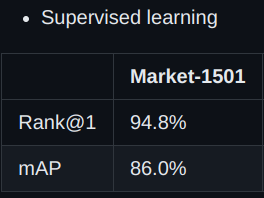 • Supervised learning
Market-1501
Rank@1 94.8%
mAP 86.0%